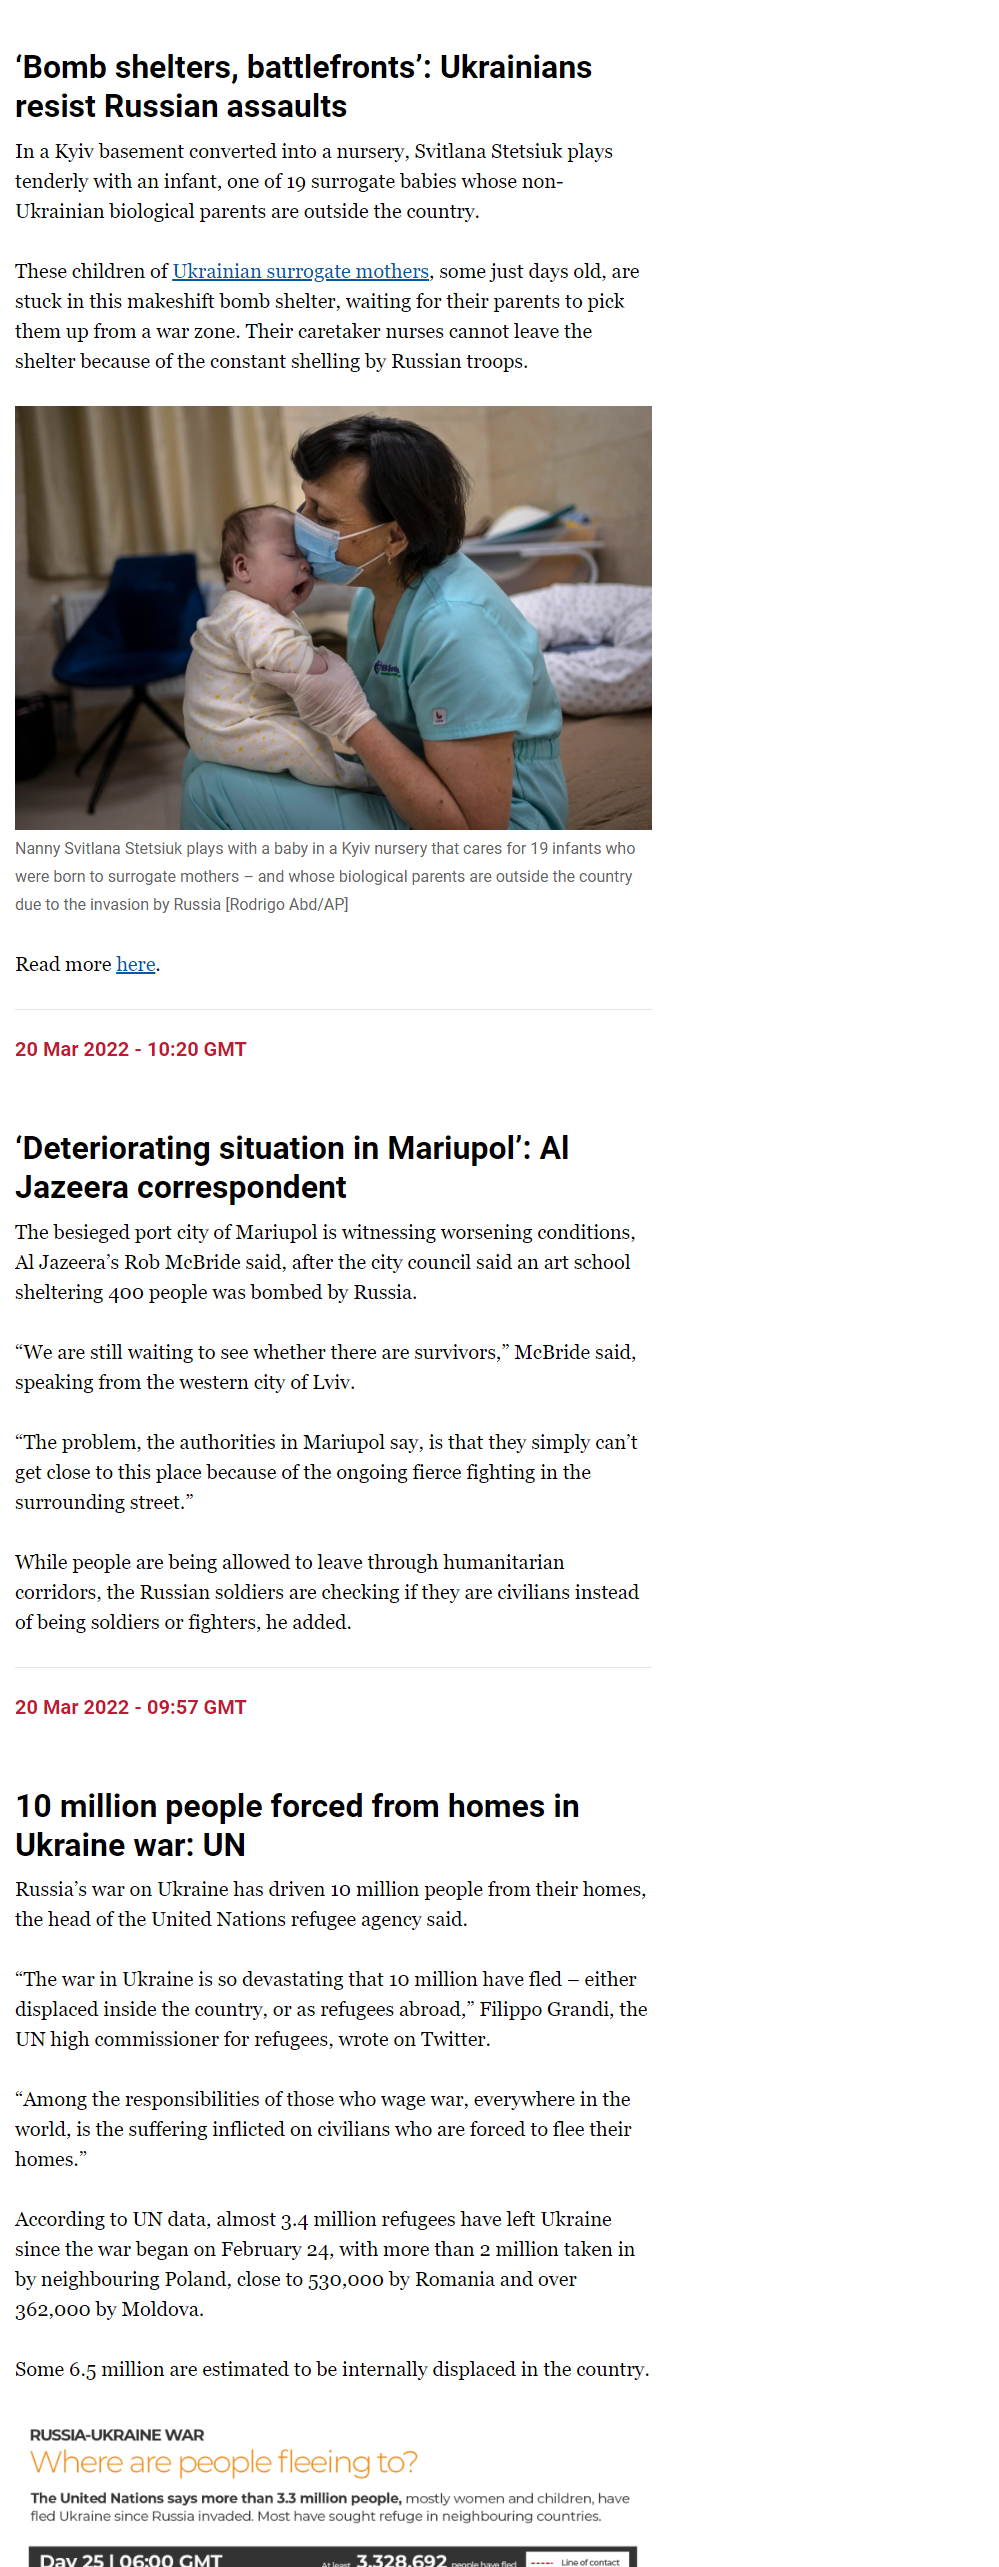 ‘Bomb shelters, battlefronts’: Ukrainians
resist Russian assaults
In a Kyiv basement converted into a nursery, Svitlana Stetsiuk plays
tenderly with an infant, one of 19 surrogate babies whose non-
Ukrainian biological parents are outside the country.
These children of Ukrainian surrogate mothers, some just days old, are
stuck in this makeshift bomb shelter, waiting for their parents to pick
them up from a war zone. Their caretaker nurses cannot leave the
shelter because of the constant shelling by Russian troops.
Nanny Svitlana Stetsiuk plays with a baby in a Kyiv nursery that cares for 19 infants who
were born to surrogate mothers – and whose biological parents are outside the country
due to the invasion by Russia [Rodrigo Abd/AP]
Read more here.
20 Mar 2022 - 10:20 GMT
‘Deteriorating situation in Mariupol’: Al
Jazeera correspondent
The besieged port city of Mariupol is witnessing worsening conditions,
Al Jazeera’s Rob McBride said, after the city council said an art school
sheltering 400 people was bombed by Russia.
“We are still waiting to see whether there are survivors,” McBride said,
speaking from the western city of Lviv.
“The problem, the authorities in Mariupol say, is that they simply can’t
get close to this place because of the ongoing fierce fighting in the
surrounding street.”
While people are being allowed to leave through humanitarian
corridors, the Russian soldiers are checking if they are civilians instead
of being soldiers or fighters, he added.
20 Mar 2022 - 09:57 GMT
10 million people forced from homes in
Ukraine war: UN
Russia’s war on Ukraine has driven 10 million people from their homes,
the head of the United Nations refugee agency said.
“The war in Ukraine is so devastating that 10 million have fled – either
displaced inside the country, or as refugees abroad,” Filippo Grandi, the
UN high commissioner for refugees, wrote on Twitter.
“Among the responsibilities of those who wage war, everywhere in the
world, is the suffering inflicted on civilians who are forced to flee their
homes.”
According to UN data, almost 3.4 million refugees have left Ukraine
since the war began on February 24, with more than 2 million taken in
by neighbouring Poland, close to 530,000 by Romania and over
362,000 by Moldova.
Some 6.5 million are estimated to be internally displaced in the country.
RUSSIA-UKRAINE WAR
Where are people fleeing to?
The United Nations says more than 3.3 million people, mostly women and children, have
fled Ukraine since Russia invaded. Most have sought refuge in neighbouring countries.
Day 25 | 06:00 GMT
At least 3,328,692 people have fled
Line of contact